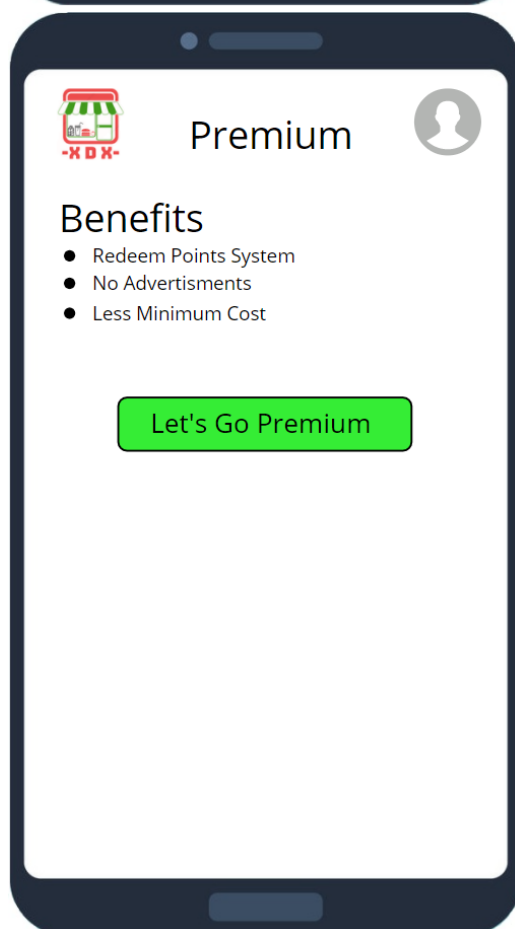 Premium
-XDX-
Benefits
Redeem Points System
No Advertisments
Less Minimum Cost
Let's Go Premium